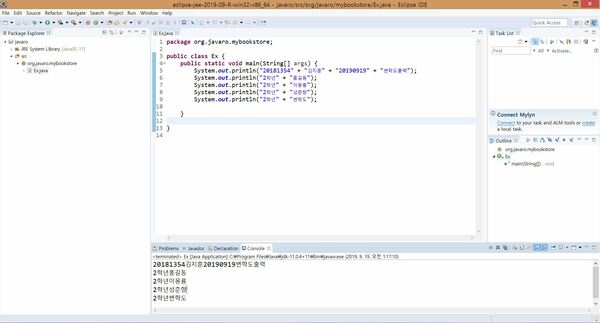 eclipse-jee-2019-09-R-win32-x86_64 - javaro/src/org/javaro/mybookstore/Ex.java - Eclipse IDE
File Edit Source Refactor Navigate Search Project Run Window Help
Quick Access
Package Explorer
javaro
JRE System Library [JavaSE-11]
src
org.javaro.mybookstore
Ex.java
Ex.java
1 package org.javaro.mybookstore;
2
3 public class Ex {
4 public static void main(String[] args) {
5 System.out.println("20181354" + "김지훈" + "20190919" + "변학도출력");
6 System.out.println("2학년" + "홍길동");
7 System.out.println("2학년" + "이몽룡");
8 System.out.println("2학년" + "성춘향");
9 System.out.println("2학년" + "변학도");
10
11 }
12
13 }
14
Task List
Find
All
Activate...
Connect Mylyn
Connect to your task and ALM tools or create a local task.
Outline
org.javaro.mybookstore
Ex
main(String[]) : void
Problems Javadoc Declaration Console
<terminated> Ex [Java Application] C:\Program Files\Java\jdk-11.0.4+11\bin\javaw.exe (2019. 9. 19. 오전 1:17:10)
20181354김지훈20190919변학도출력
2학년홍길동
2학년이몽룡
2학년성춘향
2학년변학도